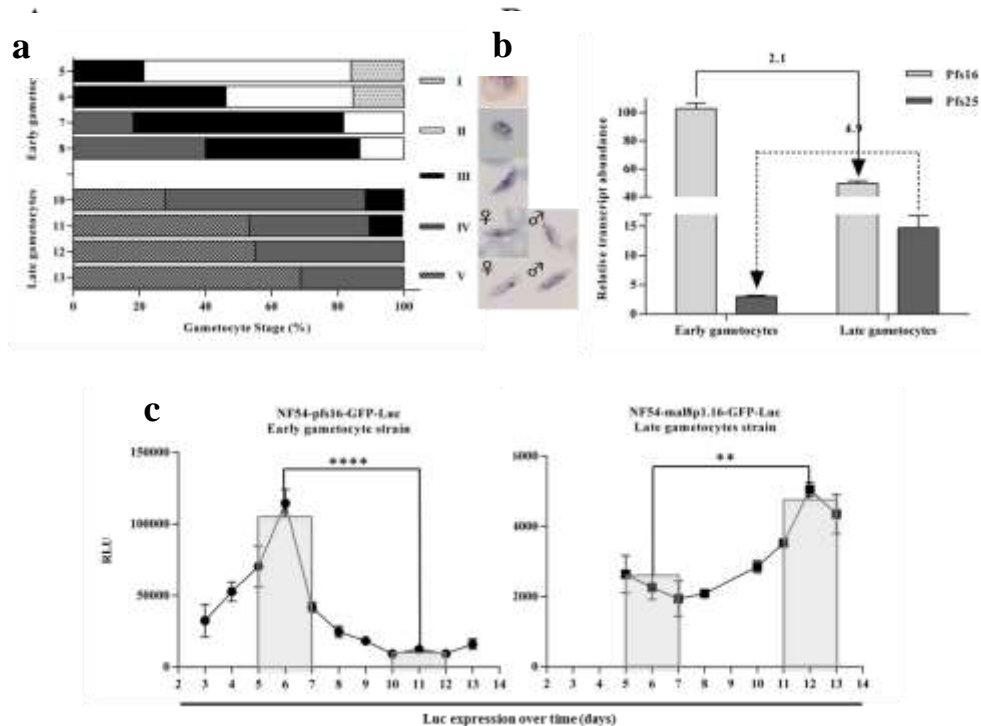 a
b
5
6
7
8
10
11
12
13
Early gametoc
Late gametocytes
0
20
40
60
80
100
Gametocyte Stage (%)
I
II
III
IV
V
♀ ♂
♀ ♂
2.1
4.9
Pfs16
Pfs25
100
80
60
40
15
10
5
0
Relative transcript abundance
Early gametocytes
Late gametocytes
c
NF54-pfs16-GFP-Luc
Early gametocyte strain
150000
100000
50000
0
RLU
****
2 3 4 5 6 7 8 9 10 11 12 13 14
NF54-mal8p1.16-GFP-Luc
Late gametocytes strain
6000
4000
2000
0
**
2 3 4 5 6 7 8 9 10 11 12 13 14
Luc expression over time (days)